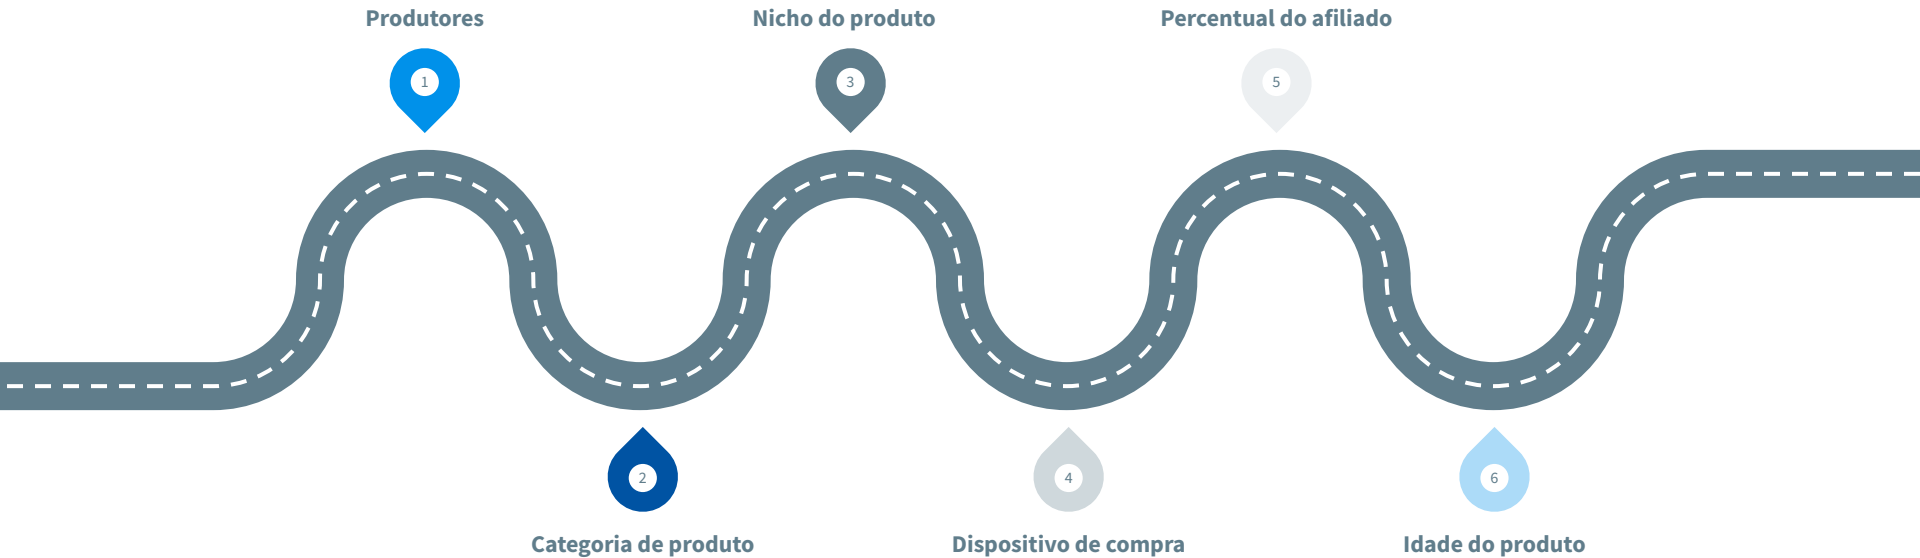 Produtores
1
Nicho do produto
3
Percentual do afiliado
5
2
Categoria de produto
4
Dispositivo de compra
6
Idade do produto